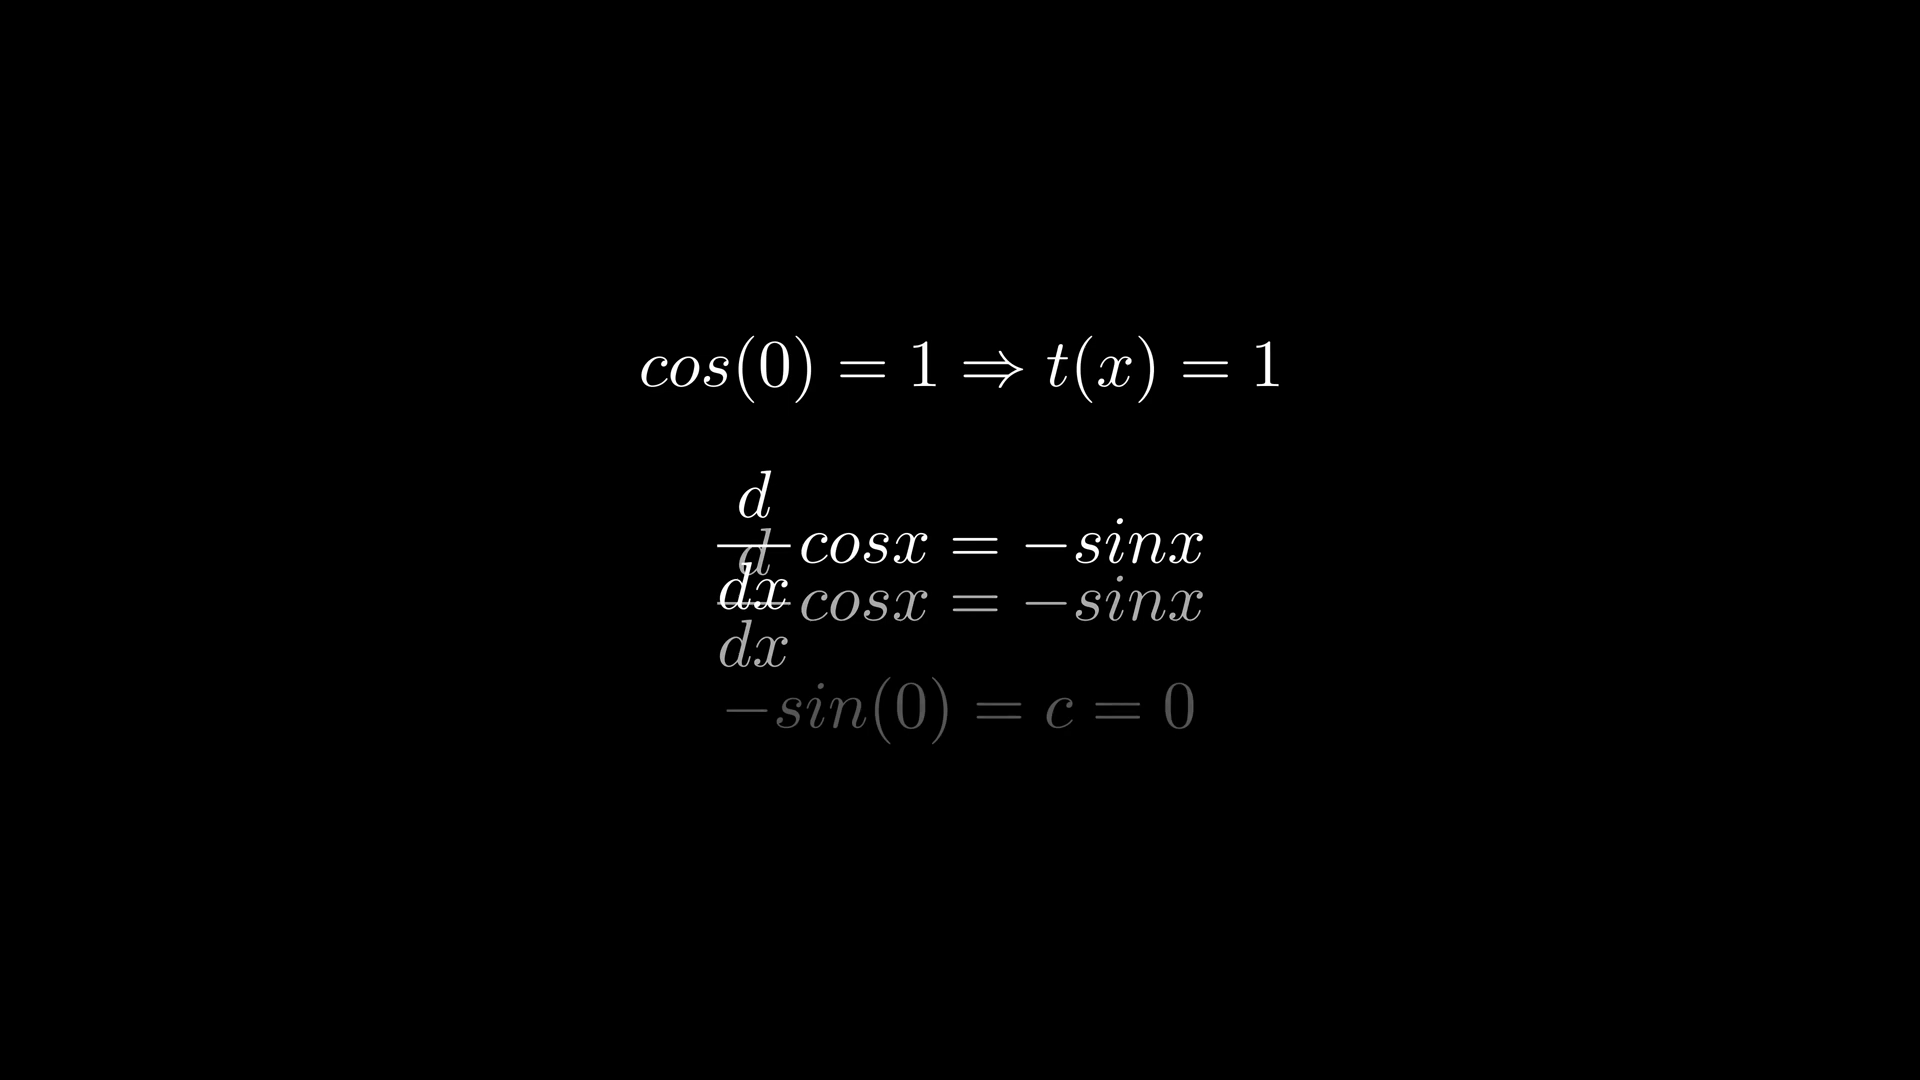 cos(0) = 1 ⇒ t(x) = 1
d/dx cosx = −sinx
d/dx cosx = −sinx
−sin(0) = c = 0